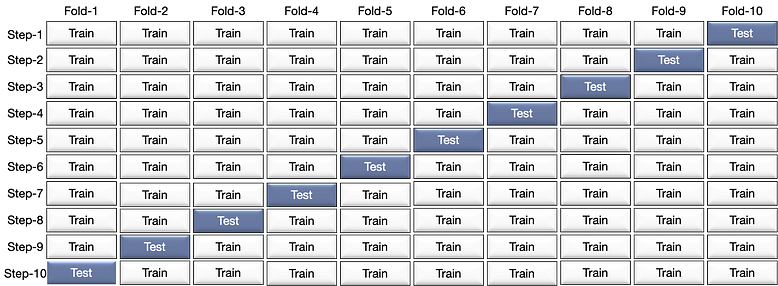 Fold-1 Fold-2 Fold-3 Fold-4 Fold-5 Fold-6 Fold-7 Fold-8 Fold-9 Fold-10
Step-1 Train Train Train Train Train Train Train Train Train Test
Step-2 Train Train Train Train Train Train Train Train Test Train
Step-3 Train Train Train Train Train Train Train Test Train Train
Step-4 Train Train Train Train Train Train Test Train Train Train
Step-5 Train Train Train Train Train Test Train Train Train Train
Step-6 Train Train Train Train Test Train Train Train Train Train
Step-7 Train Train Train Test Train Train Train Train Train Train
Step-8 Train Train Test Train Train Train Train Train Train Train
Step-9 Train Test Train Train Train Train Train Train Train Train
Step-10 Test Train Train Train Train Train Train Train Train Train